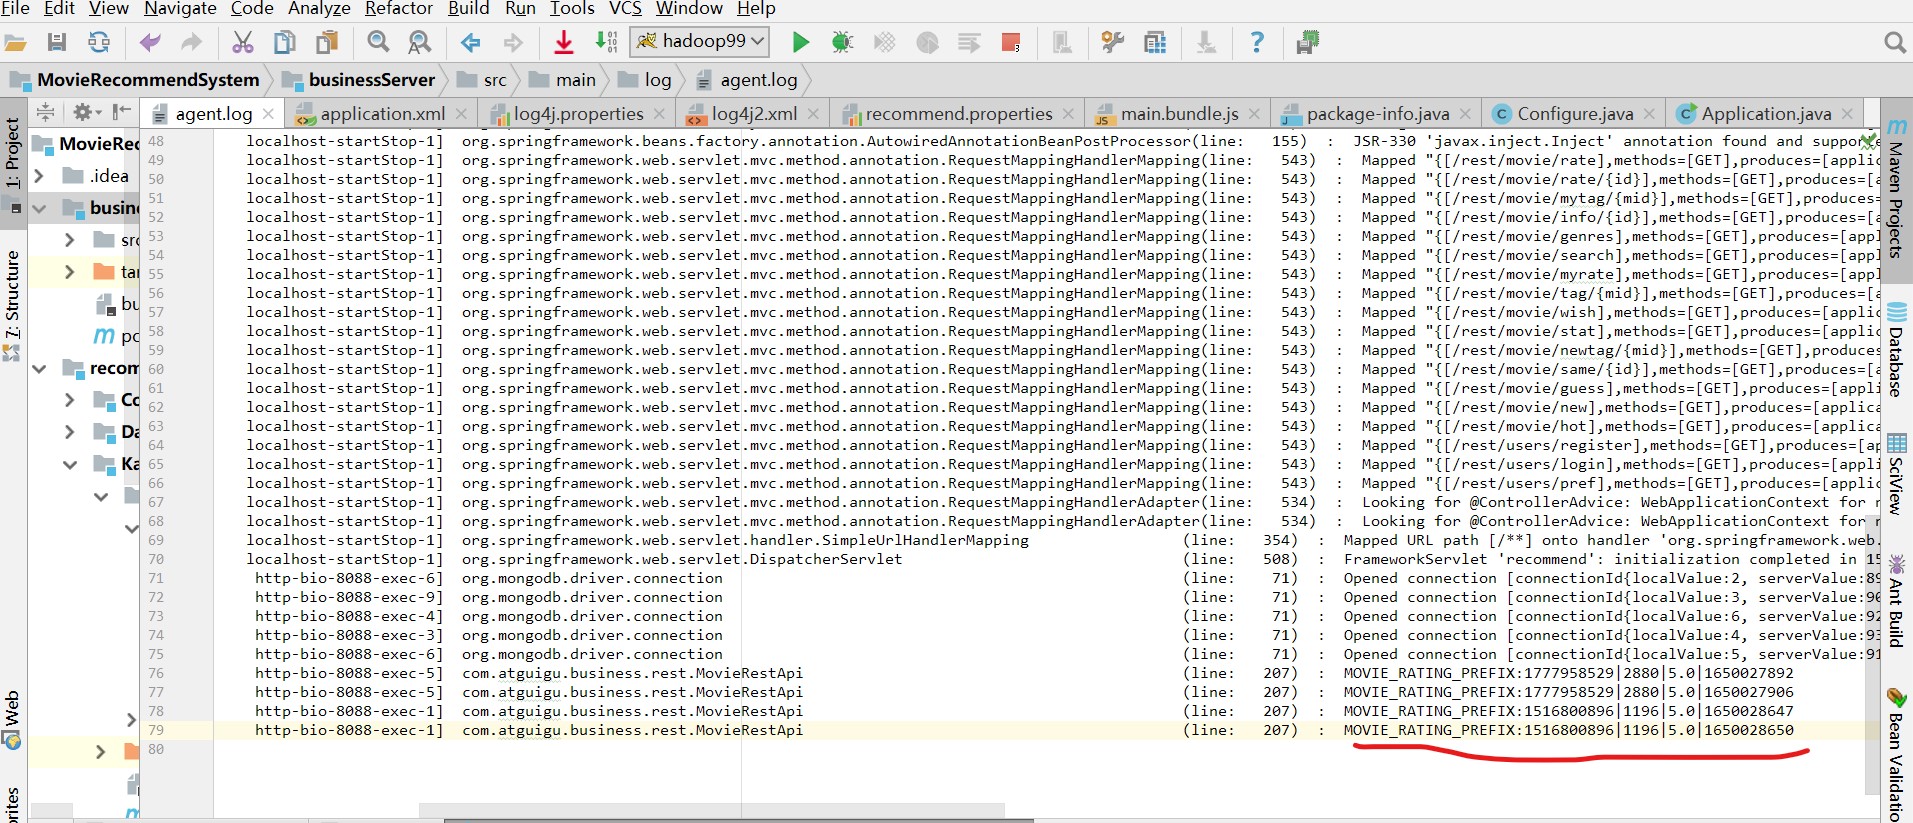 File Edit View Navigate Code Analyze Refactor Build Run Tools VCS Window Help
hadoop99
MovieRecommendSystem businessServer src main log agent.log
agent.log application.xml log4j.properties log4j2.xml recommend.properties main.bundle.js package-info.java Configure.java Application.java
1: Project
7: Structure
Web
MovieRec
.idea
busin
recom
48 localhost-startStop-1] org.springframework.beans.factory.annotation.AutowiredAnnotationBeanPostProcessor(line: 155) : JSR-330 'javax.inject.Inject' annotation found and supporte
49 localhost-startStop-1] org.springframework.web.servlet.mvc.method.annotation.RequestMappingHandlerMapping(line: 543) : Mapped "{[/rest/movie/rate],methods=[GET],produces=[applic
50 localhost-startStop-1] org.springframework.web.servlet.mvc.method.annotation.RequestMappingHandlerMapping(line: 543) : Mapped "{[/rest/movie/rate/{id}],methods=[GET],produces=[a
51 localhost-startStop-1] org.springframework.web.servlet.mvc.method.annotation.RequestMappingHandlerMapping(line: 543) : Mapped "{[/rest/movie/mytag/{mid}],methods=[GET],produces=
52 localhost-startStop-1] org.springframework.web.servlet.mvc.method.annotation.RequestMappingHandlerMapping(line: 543) : Mapped "{[/rest/movie/info/{id}],methods=[GET],produces=[a
53 localhost-startStop-1] org.springframework.web.servlet.mvc.method.annotation.RequestMappingHandlerMapping(line: 543) : Mapped "{[/rest/movie/genres],methods=[GET],produces=[appl
54 localhost-startStop-1] org.springframework.web.servlet.mvc.method.annotation.RequestMappingHandlerMapping(line: 543) : Mapped "{[/rest/movie/search],methods=[GET],produces=[appl
55 localhost-startStop-1] org.springframework.web.servlet.mvc.method.annotation.RequestMappingHandlerMapping(line: 543) : Mapped "{[/rest/movie/myrate],methods=[GET],produces=[appl
56 localhost-startStop-1] org.springframework.web.servlet.mvc.method.annotation.RequestMappingHandlerMapping(line: 543) : Mapped "{[/rest/movie/tag/{mid}],methods=[GET],produces=[a
57 localhost-startStop-1] org.springframework.web.servlet.mvc.method.annotation.RequestMappingHandlerMapping(line: 543) : Mapped "{[/rest/movie/wish],methods=[GET],produces=[applic
58 localhost-startStop-1] org.springframework.web.servlet.mvc.method.annotation.RequestMappingHandlerMapping(line: 543) : Mapped "{[/rest/movie/stat],methods=[GET],produces=[applic
59 localhost-startStop-1] org.springframework.web.servlet.mvc.method.annotation.RequestMappingHandlerMapping(line: 543) : Mapped "{[/rest/movie/newtag/{mid}],methods=[GET],produces
60 localhost-startStop-1] org.springframework.web.servlet.mvc.method.annotation.RequestMappingHandlerMapping(line: 543) : Mapped "{[/rest/movie/same/{id}],methods=[GET],produces=[a
61 localhost-startStop-1] org.springframework.web.servlet.mvc.method.annotation.RequestMappingHandlerMapping(line: 543) : Mapped "{[/rest/movie/guess],methods=[GET],produces=[appli
62 localhost-startStop-1] org.springframework.web.servlet.mvc.method.annotation.RequestMappingHandlerMapping(line: 543) : Mapped "{[/rest/movie/new],methods=[GET],produces=[applica
63 localhost-startStop-1] org.springframework.web.servlet.mvc.method.annotation.RequestMappingHandlerMapping(line: 543) : Mapped "{[/rest/movie/hot],methods=[GET],produces=[applica
64 localhost-startStop-1] org.springframework.web.servlet.mvc.method.annotation.RequestMappingHandlerMapping(line: 543) : Mapped "{[/rest/users/register],methods=[GET],produces=[ap
65 localhost-startStop-1] org.springframework.web.servlet.mvc.method.annotation.RequestMappingHandlerMapping(line: 543) : Mapped "{[/rest/users/login],methods=[GET],produces=[appli
66 localhost-startStop-1] org.springframework.web.servlet.mvc.method.annotation.RequestMappingHandlerMapping(line: 543) : Mapped "{[/rest/users/pref],methods=[GET],produces=[applic
67 localhost-startStop-1] org.springframework.web.servlet.mvc.method.annotation.RequestMappingHandlerAdapter(line: 534) : Looking for @ControllerAdvice: WebApplicationContext for n
68 localhost-startStop-1] org.springframework.web.servlet.mvc.method.annotation.RequestMappingHandlerAdapter(line: 534) : Looking for @ControllerAdvice: WebApplicationContext for n
69 localhost-startStop-1] org.springframework.web.servlet.handler.SimpleUrlHandlerMapping (line: 354) : Mapped URL path [/**] onto handler 'org.springframework.web.
70 localhost-startStop-1] org.springframework.web.servlet.DispatcherServlet (line: 508) : FrameworkServlet 'recommend': initialization completed in 15
71 http-bio-8088-exec-6] org.mongodb.driver.connection (line: 71) : Opened connection [connectionId{localValue:2, serverValue:89
72 http-bio-8088-exec-9] org.mongodb.driver.connection (line: 71) : Opened connection [connectionId{localValue:3, serverValue:90
73 http-bio-8088-exec-4] org.mongodb.driver.connection (line: 71) : Opened connection [connectionId{localValue:6, serverValue:92
74 http-bio-8088-exec-3] org.mongodb.driver.connection (line: 71) : Opened connection [connectionId{localValue:4, serverValue:93
75 http-bio-8088-exec-6] org.mongodb.driver.connection (line: 71) : Opened connection [connectionId{localValue:5, serverValue:91
76 http-bio-8088-exec-5] com.atguigu.business.rest.MovieRestApi (line: 207) : MOVIE_RATING_PREFIX:1777958529|2880|5.0|1650027892
77 http-bio-8088-exec-5] com.atguigu.business.rest.MovieRestApi (line: 207) : MOVIE_RATING_PREFIX:1777958529|2880|5.0|1650027906
78 http-bio-8088-exec-1] com.atguigu.business.rest.MovieRestApi (line: 207) : MOVIE_RATING_PREFIX:1516800896|1196|5.0|1650028647
79 http-bio-8088-exec-1] com.atguigu.business.rest.MovieRestApi (line: 207) : MOVIE_RATING_PREFIX:1516800896|1196|5.0|1650028650
80
Maven Projects
Database
SciView
Ant Build
Bean Validatio